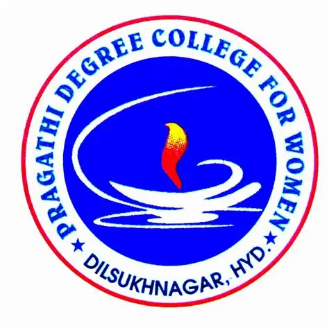 PRAGATHI DEGREE COLLEGE FOR WOMEN
DILSUKHNAGAR, HYD.